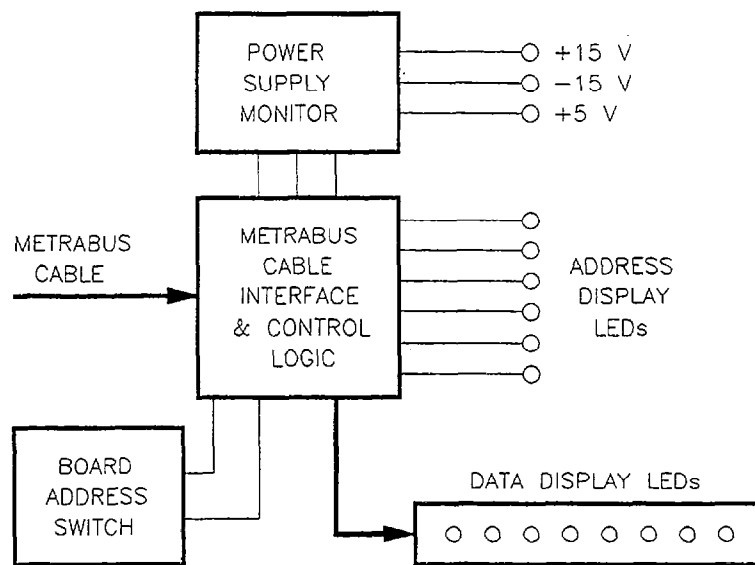 POWER
SUPPLY
MONITOR
+15 V
-15 V
+5 V
METRABUS
CABLE
METRABUS
CABLE
INTERFACE
& CONTROL
LOGIC
ADDRESS
DISPLAY
LEDs
BOARD
ADDRESS
SWITCH
DATA DISPLAY LEDs